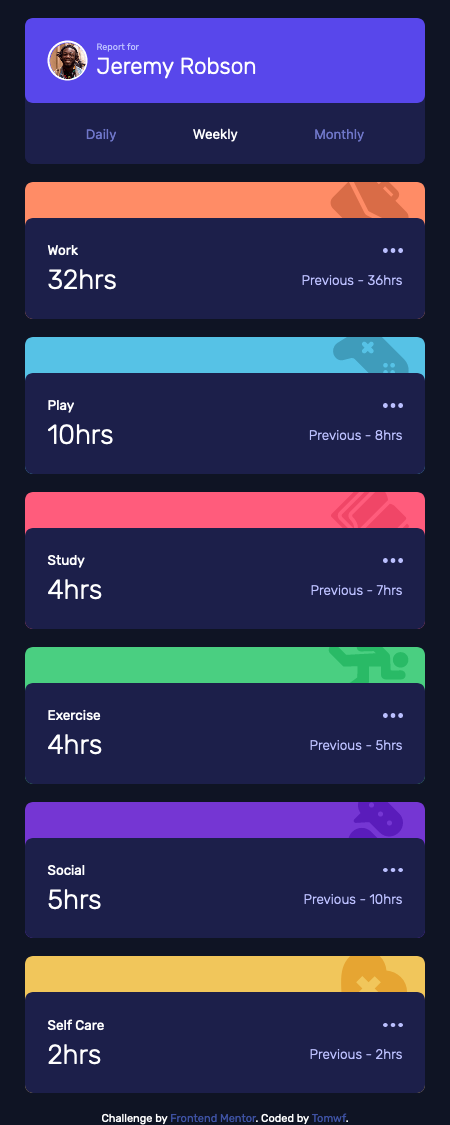 Report for
Jeremy Robson
Daily Weekly Monthly
Work
32hrs Previous - 36hrs
Play
10hrs Previous - 8hrs
Study
4hrs Previous - 7hrs
Exercise
4hrs Previous - 5hrs
Social
5hrs Previous - 10hrs
Self Care
2hrs Previous - 2hrs
Challenge by Frontend Mentor. Coded by Tomwf.